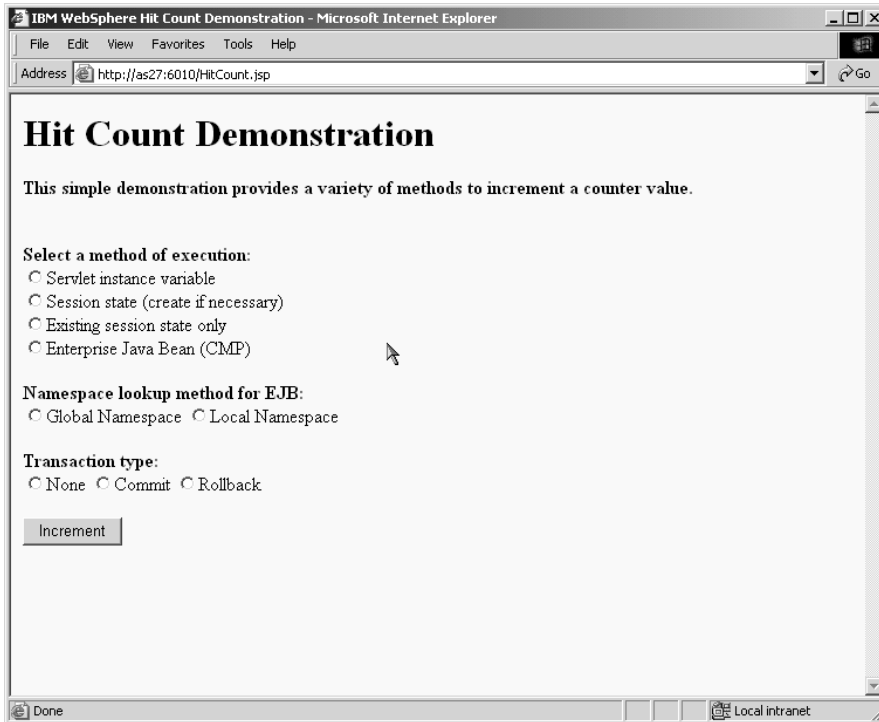 IBM WebSphere Hit Count Demonstration - Microsoft Internet Explorer
File Edit View Favorites Tools Help
Address http://as27:6010/HitCount.jsp Go
Hit Count Demonstration
This simple demonstration provides a variety of methods to increment a counter value.
Select a method of execution:
Servlet instance variable
Session state (create if necessary)
Existing session state only
Enterprise Java Bean (CMP)
Namespace lookup method for EJB:
Global Namespace Local Namespace
Transaction type:
None Commit Rollback
Increment
Done Local intranet